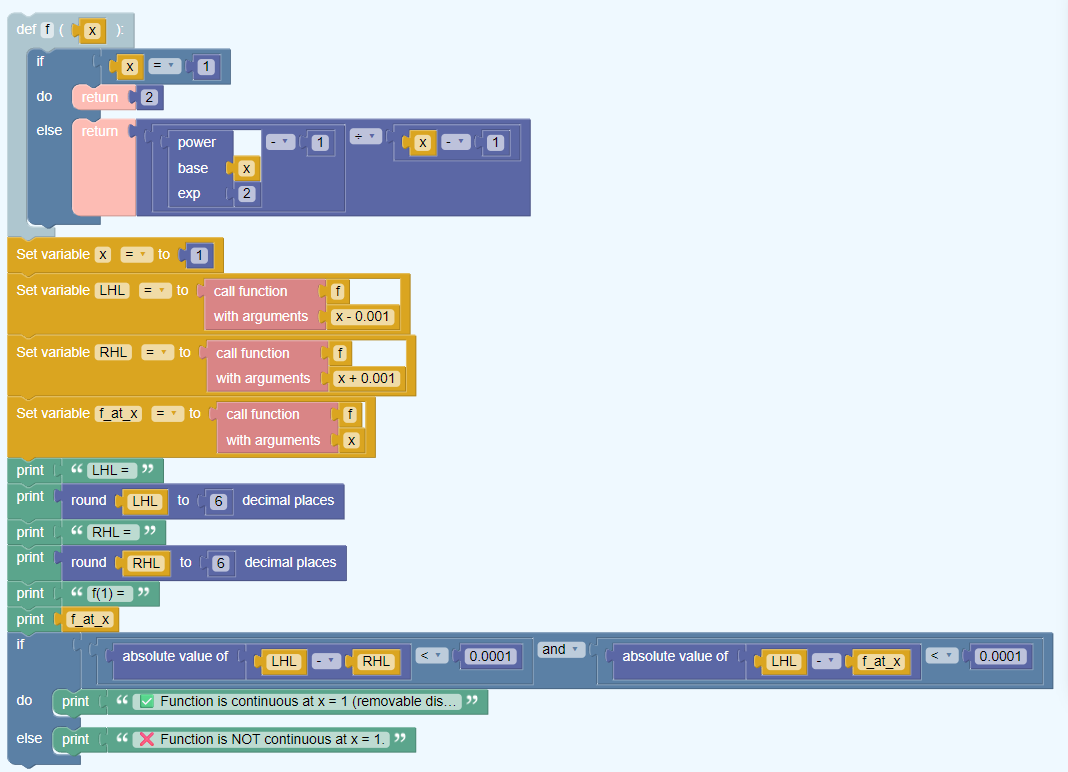 def f ( x ):
if x = 1
do return 2
else return power - 1 ÷ x - 1
base x
exp 2
Set variable x = to 1
Set variable LHL = to call function f
with arguments x - 0.001
Set variable RHL = to call function f
with arguments x + 0.001
Set variable f_at_x = to call function f
with arguments x
print “ LHL = ”
print round LHL to 6 decimal places
print “ RHL = ”
print round RHL to 6 decimal places
print “ f(1) = ”
print f_at_x
if absolute value of LHL - RHL < 0.0001 and absolute value of LHL - f_at_x < 0.0001
do print “ ✅ Function is continuous at x = 1 (removable dis... ”
else print “ ❌ Function is NOT continuous at x = 1. ”